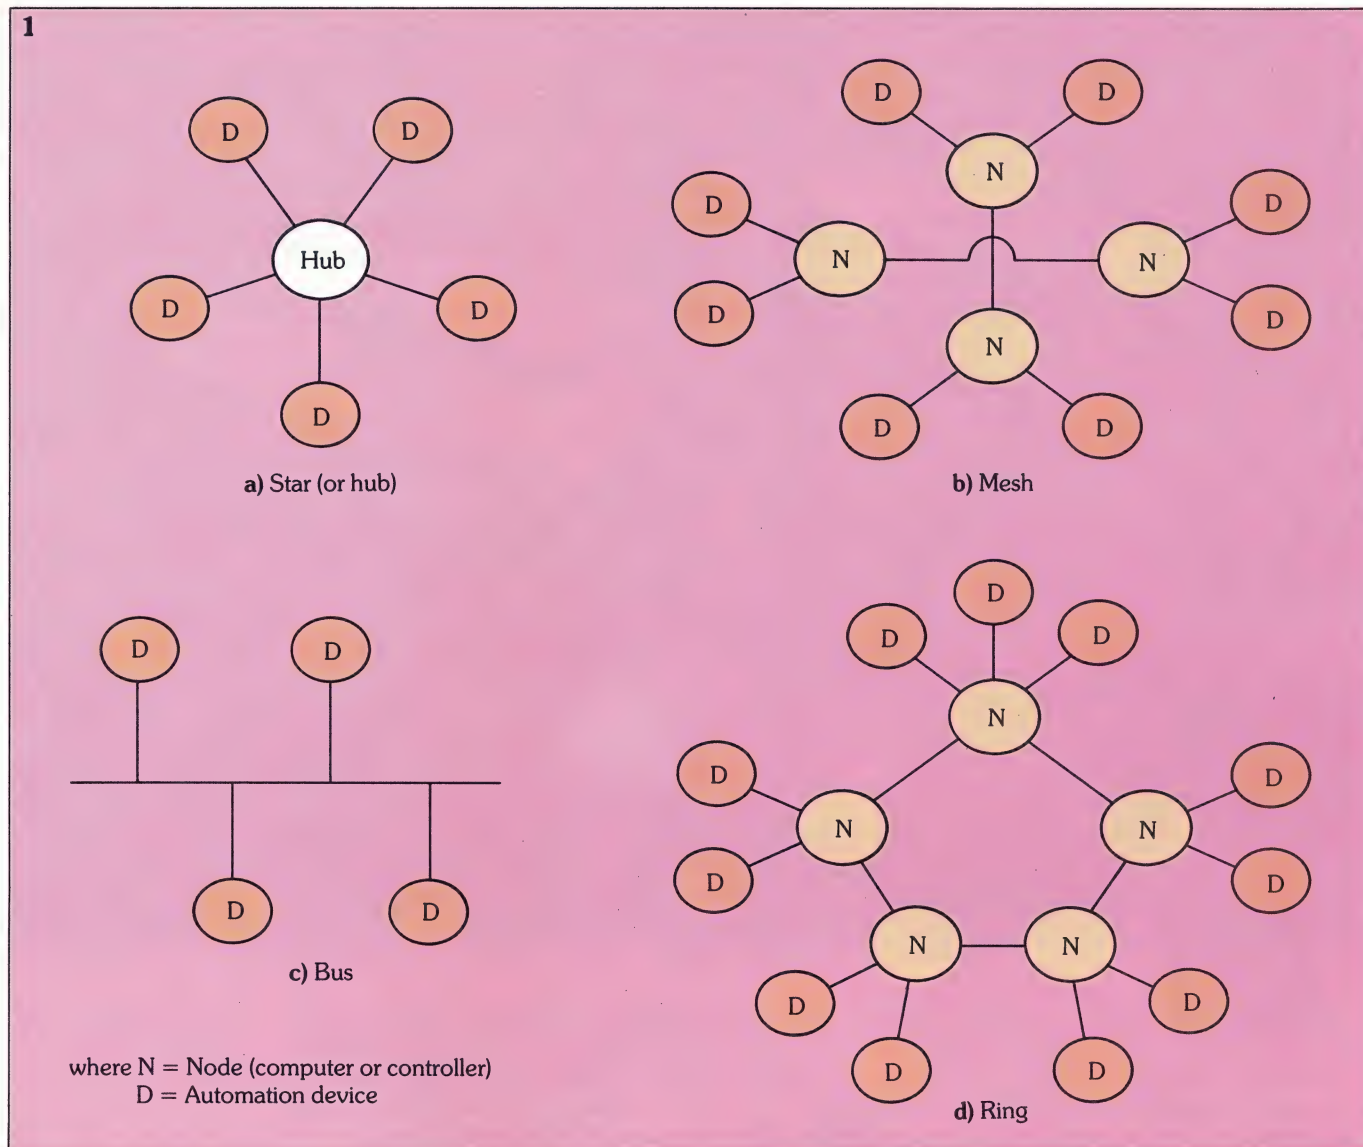 1
D
D
Hub
D
D
D
a) Star (or hub)
D
D
N
D
D
N
N
D
D
N
D
D
b) Mesh
D
D
D
D
c) Bus
where N = Node (computer or controller)
D = Automation device
D
D
D
N
D
D
N
N
D
D
N
N
D
D
D
D
d) Ring